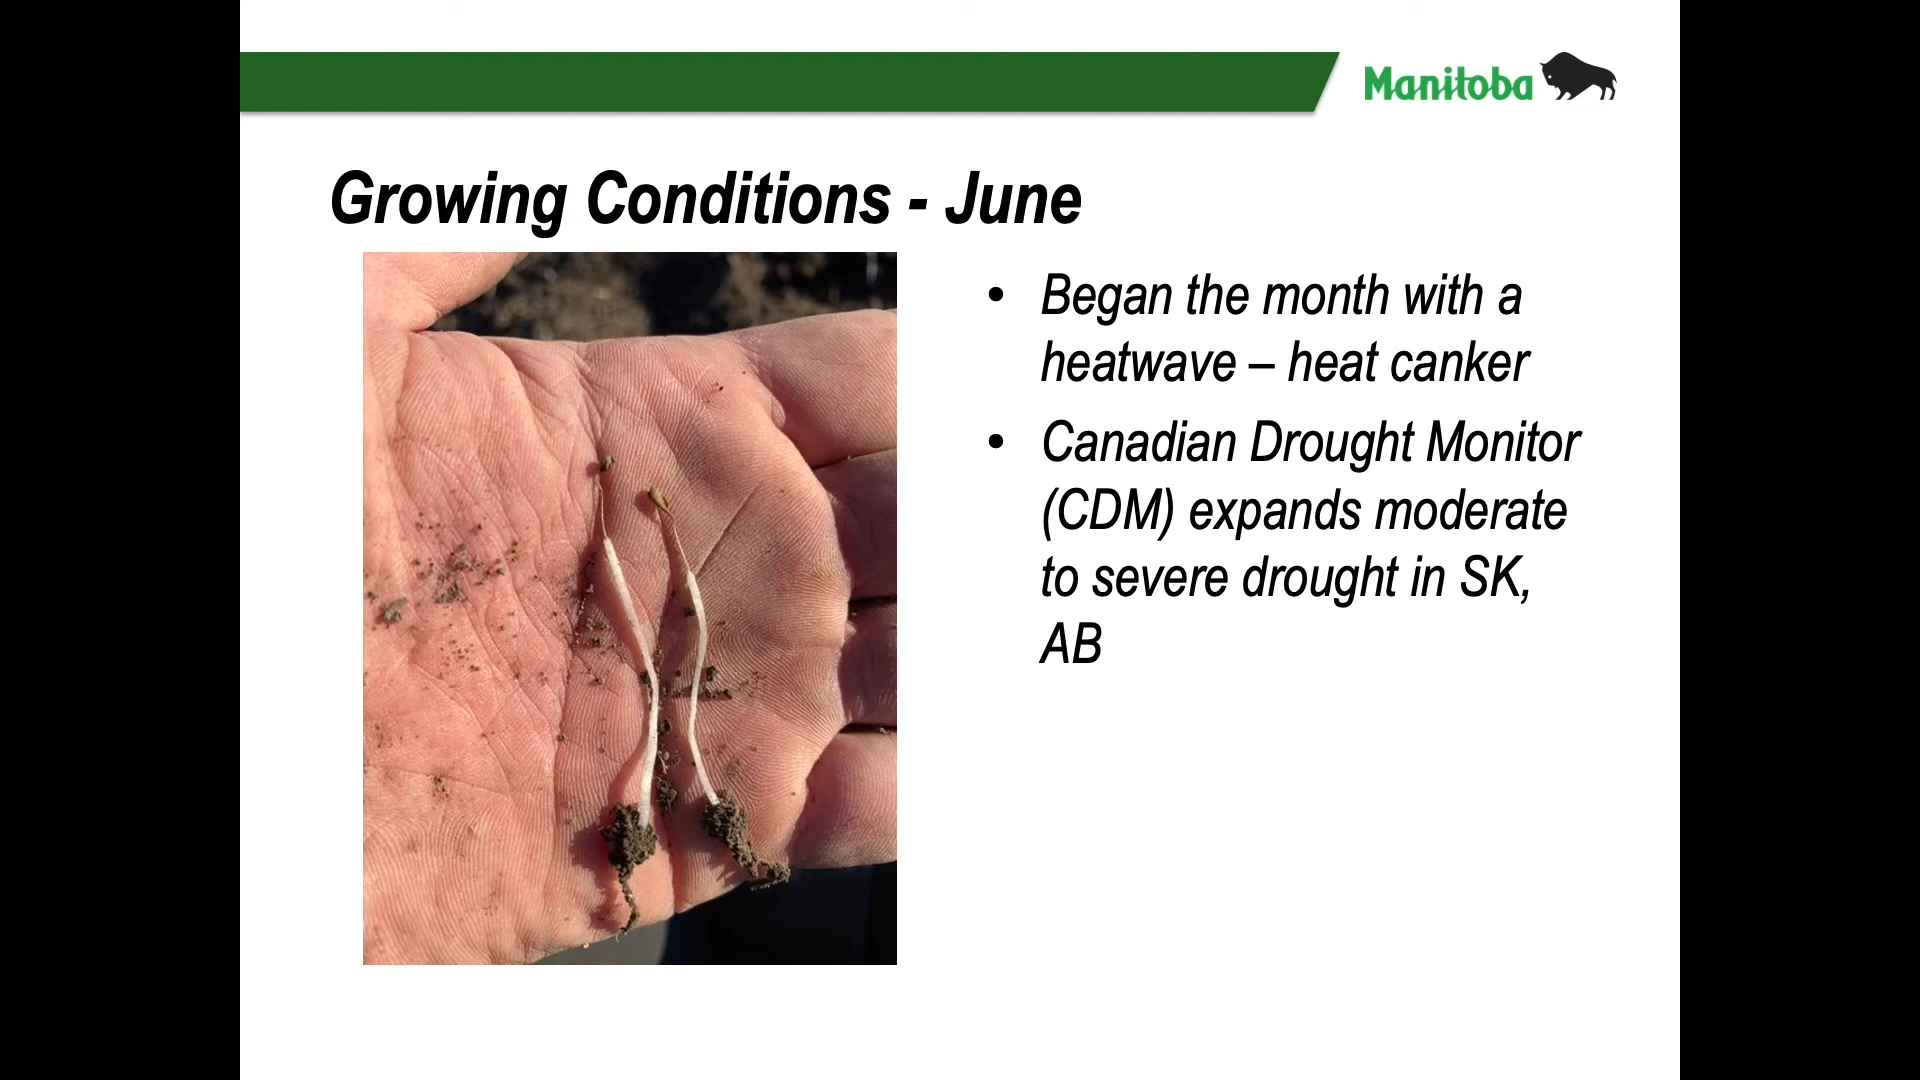 Manitoba
Growing Conditions - June
• Began the month with a
heatwave – heat canker
• Canadian Drought Monitor
(CDM) expands moderate
to severe drought in SK,
AB